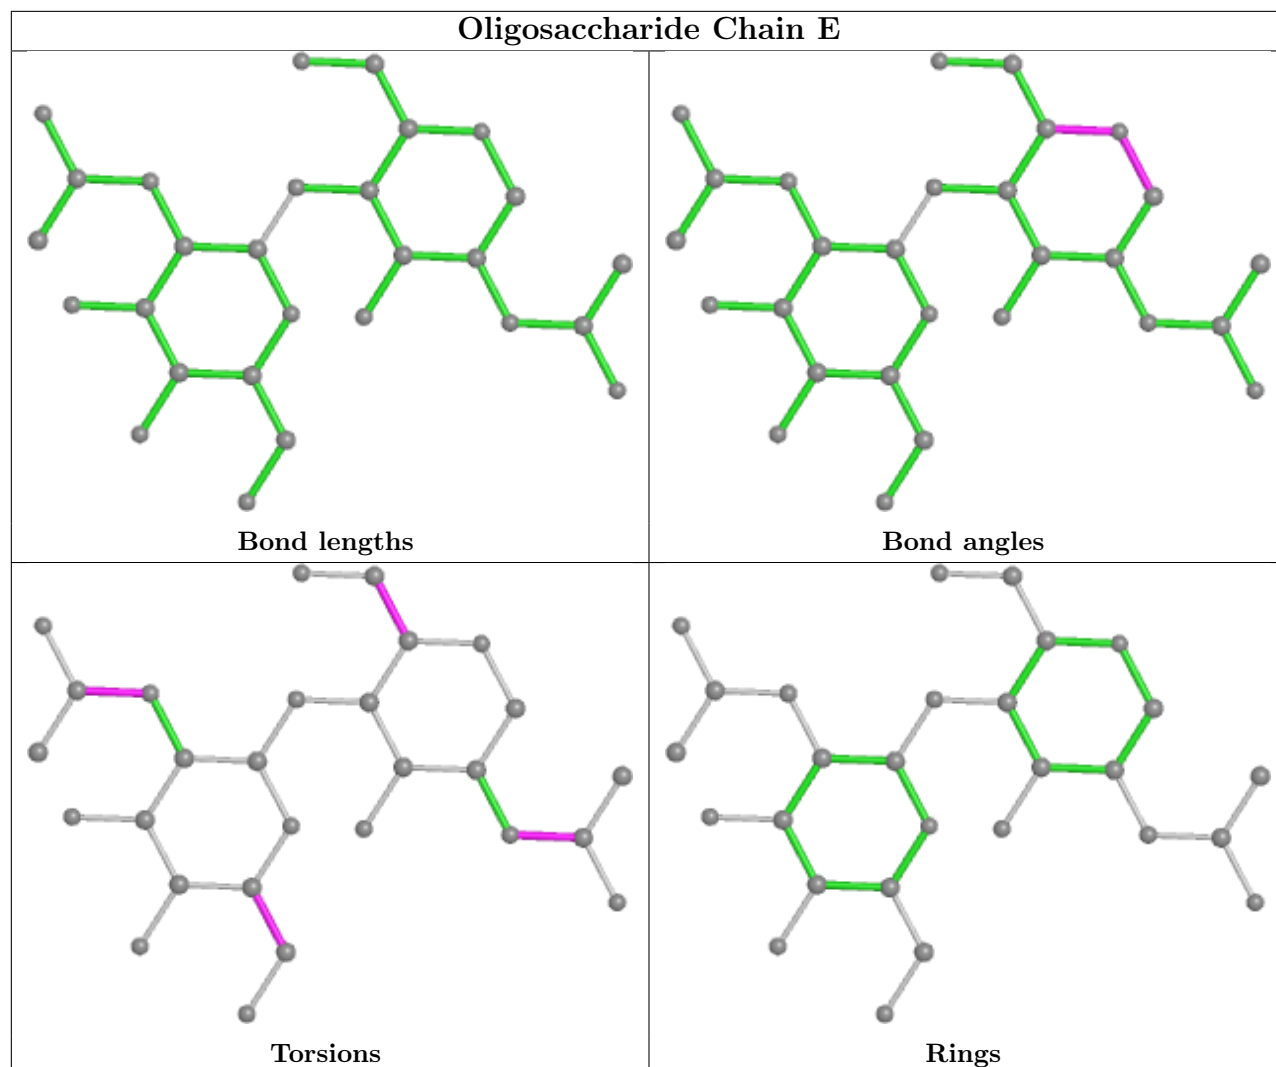 Oligosaccharide Chain E
Bond lengths
Bond angles
Torsions
Rings